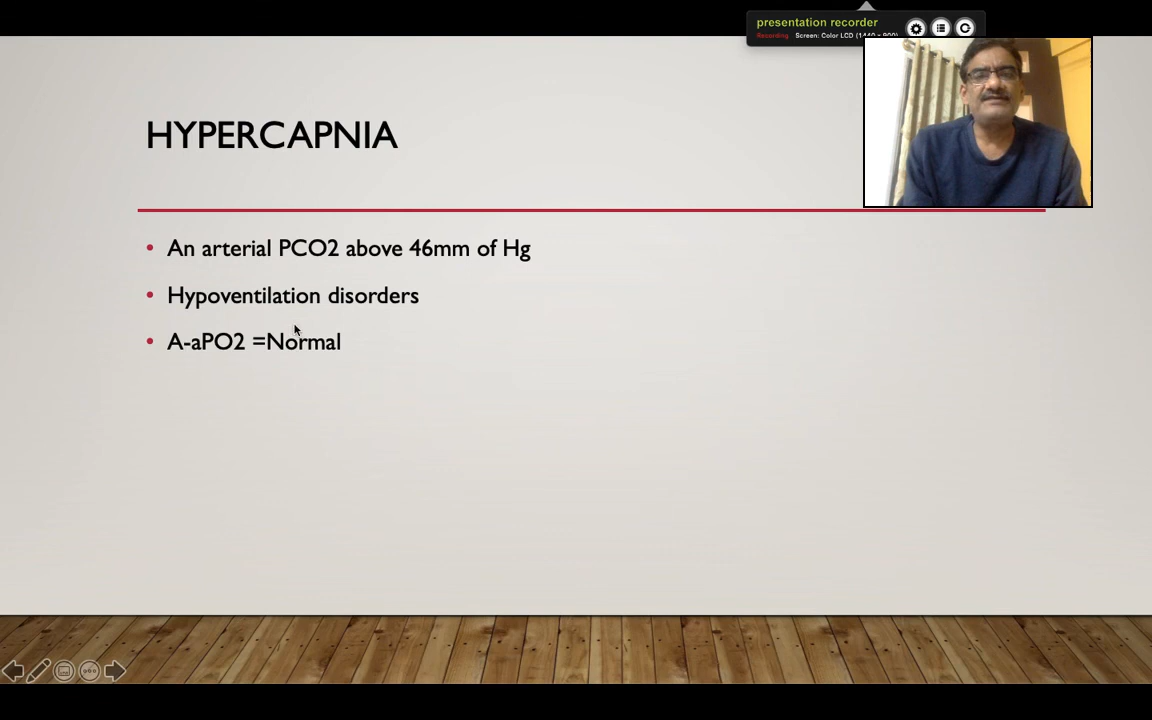 presentation recorder
Recording. Screen: Color LCD (1440 x 900)
HYPERCAPNIA
• An arterial PCO2 above 46mm of Hg
• Hypoventilation disorders
• A-aPO2 =Normal